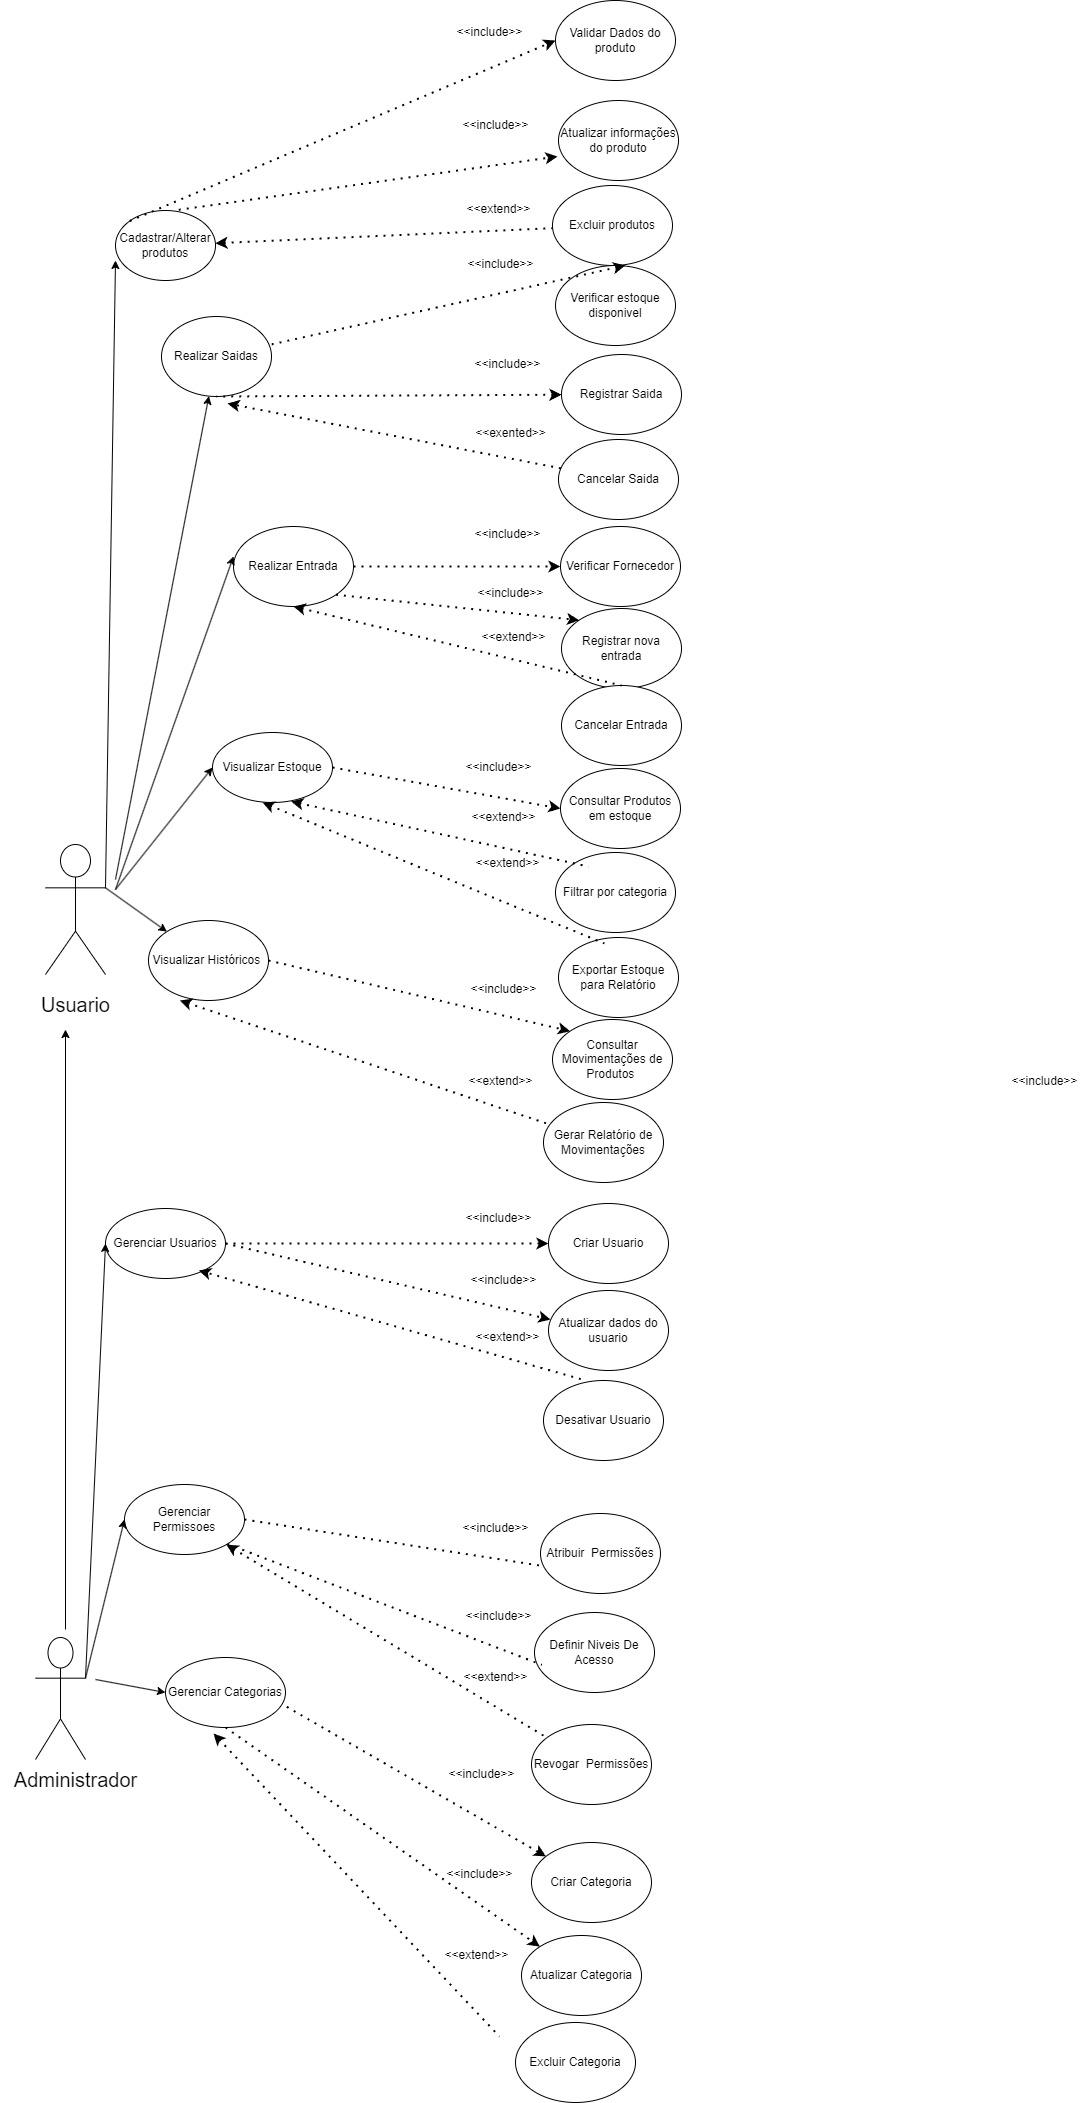 <<include>>
Validar Dados do
produto
<<include>>
Atualizar informações
do produto
<<extend>>
Excluir produtos
Cadastrar/Alterar
produtos
<<include>>
Verificar estoque
disponivel
Realizar Saidas
<<include>>
Registrar Saida
<<exented>>
Cancelar Saida
<<include>>
Realizar Entrada
Verificar Fornecedor
<<include>>
<<extend>>
Registrar nova
entrada
Cancelar Entrada
Visualizar Estoque
<<include>>
Consultar Produtos
em estoque
<<extend>>
<<extend>>
Filtrar por categoria
Visualizar Históricos
Exportar Estoque
para Relatório
<<include>>
Usuario
Consultar
Movimentações de
Produtos
<<extend>>
<<include>>
Gerar Relatório de
Movimentações
<<include>>
Gerenciar Usuarios
Criar Usuario
<<include>>
Atualizar dados do
usuario
<<extend>>
Desativar Usuario
Gerenciar
Permissoes
<<include>>
Atribuir  Permissões
<<include>>
Definir Niveis De
Acesso
<<extend>>
Gerenciar Categorias
Revogar  Permissões
<<include>>
Administrador
<<include>>
Criar Categoria
<<extend>>
Atualizar Categoria
Excluir Categoria